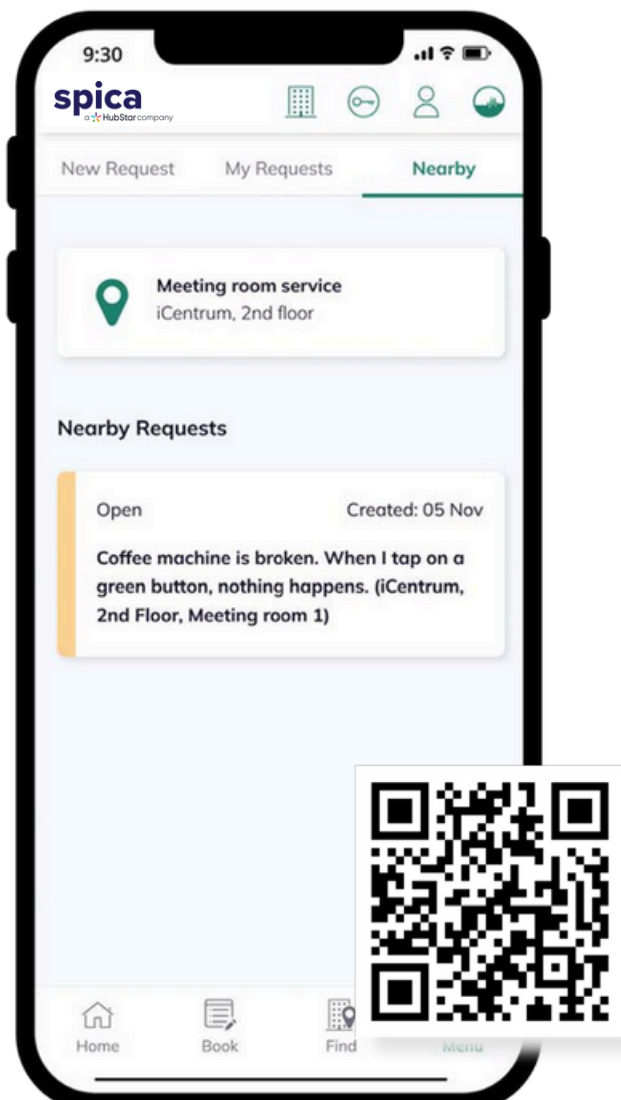 9:30
spica
a HubStar company
New Request My Requests Nearby
Meeting room service
iCentrum, 2nd floor
Nearby Requests
Open Created: 05 Nov
Coffee machine is broken. When I tap on a
green button, nothing happens. (iCentrum,
2nd Floor, Meeting room 1)
Home Book Find Menu